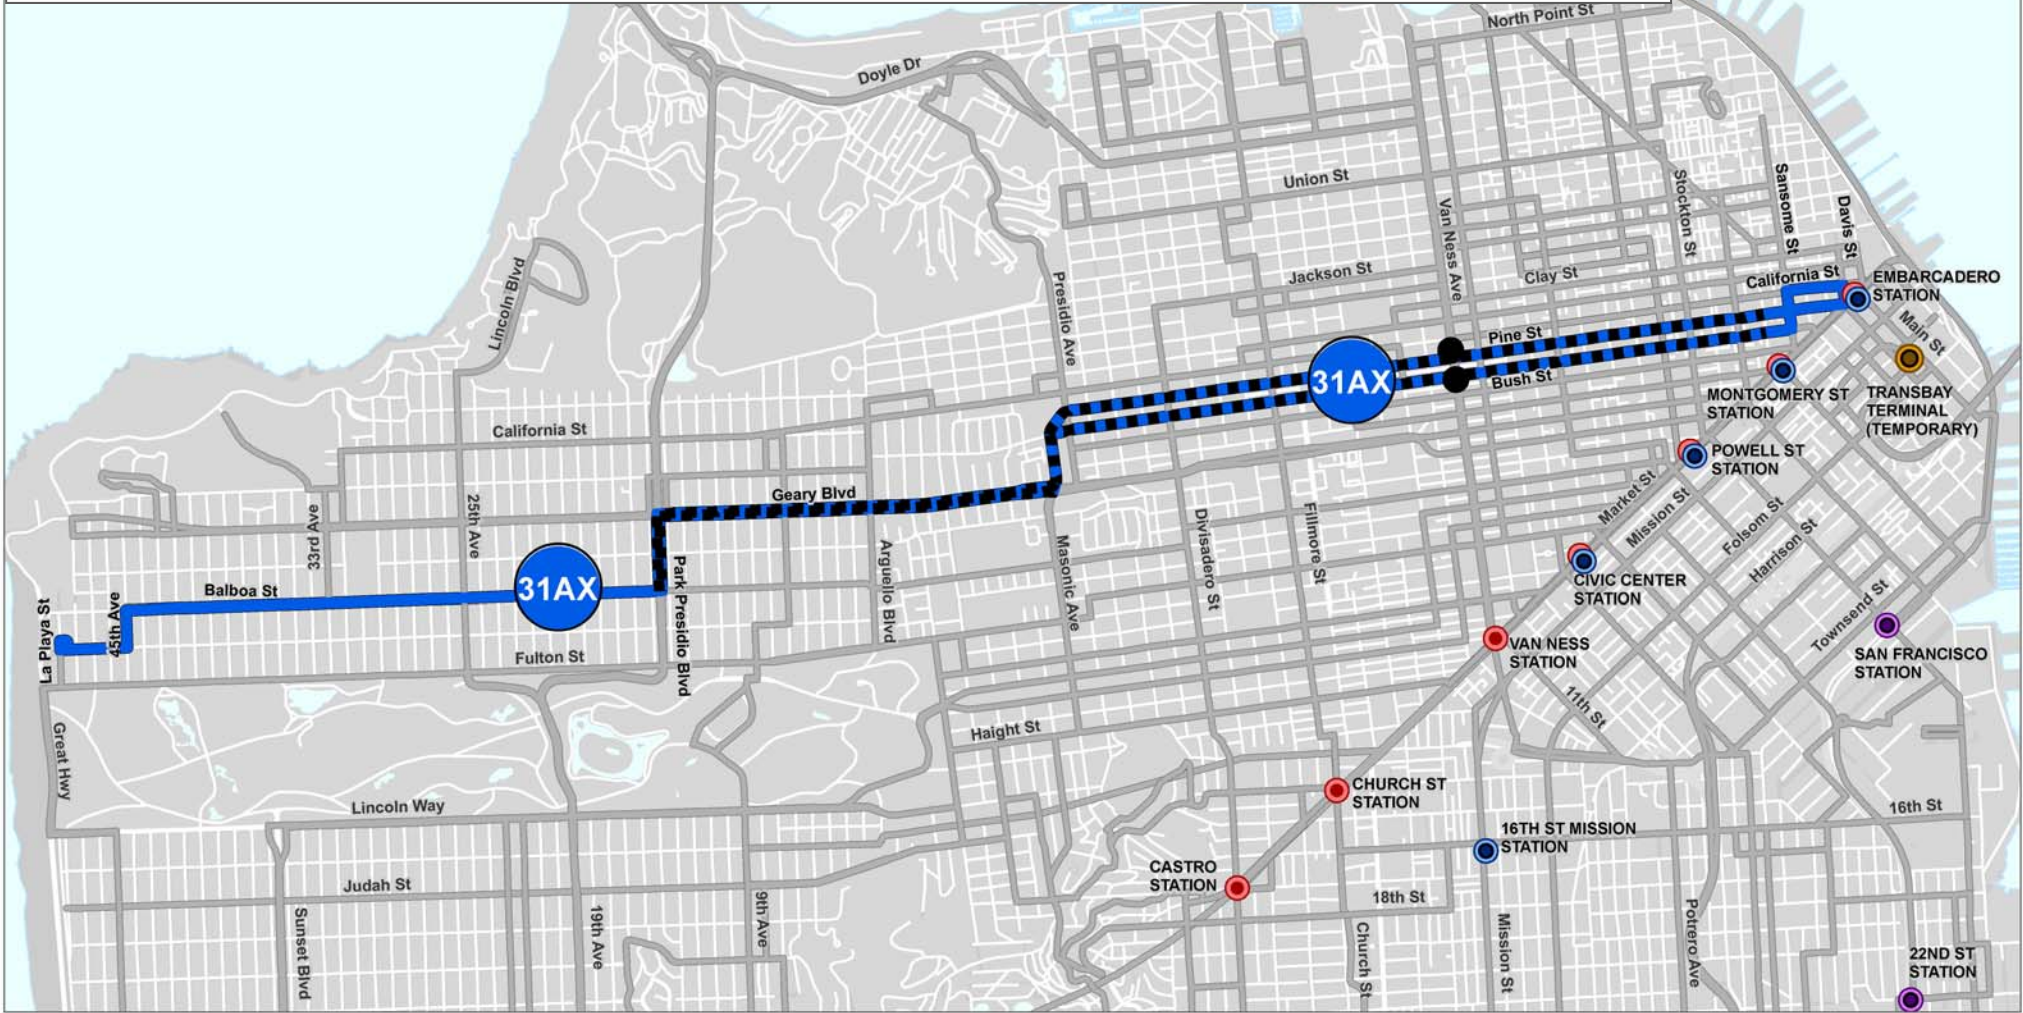 North Point St
Doyle Dr
Union St
Stockton St
Sansome St
Davis St
Van Ness Ave
Lincoln Blvd
Presidio Ave
Jackson St
Clay St
California St
EMBARCADERO
STATION
Main St
Pine St
31AX
Bush St
MONTGOMERY ST
STATION
TRANSBAY
TERMINAL
(TEMPORARY)
California St
POWELL ST
STATION
Geary Blvd
Market St
Mission St
Folsom St
Harrison St
33rd Ave
25th Ave
Arguello Blvd
Masonic Ave
Divisadero St
Fillmore St
31AX
Balboa St
CIVIC CENTER
STATION
Park Presidio Blvd
La Playa St
45th Ave
Townsend St
Fulton St
VAN NESS
STATION
SAN FRANCISCO
STATION
11th St
Great Hwy
Haight St
CHURCH ST
STATION
Lincoln Way
16th St
16TH ST MISSION
STATION
CASTRO
STATION
Judah St
18th St
Sunset Blvd
19th Ave
9th Ave
Church St
Mission St
Potrero Ave
22ND ST
STATION